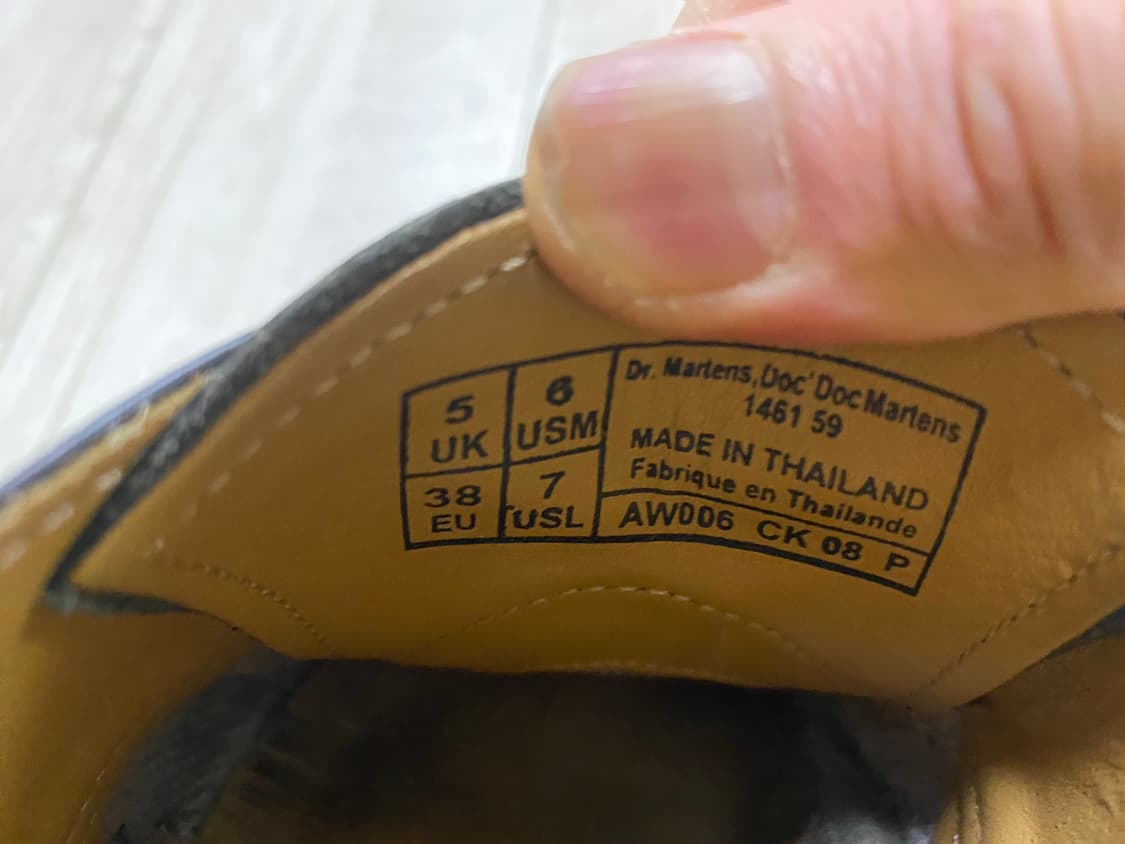 5
UK
6
USM
38
EU
7
USL
Dr. Martens, Doc' Doc Martens
1461 59
MADE IN THAILAND
Fabrique en Thailande
AW006 CK 08 P